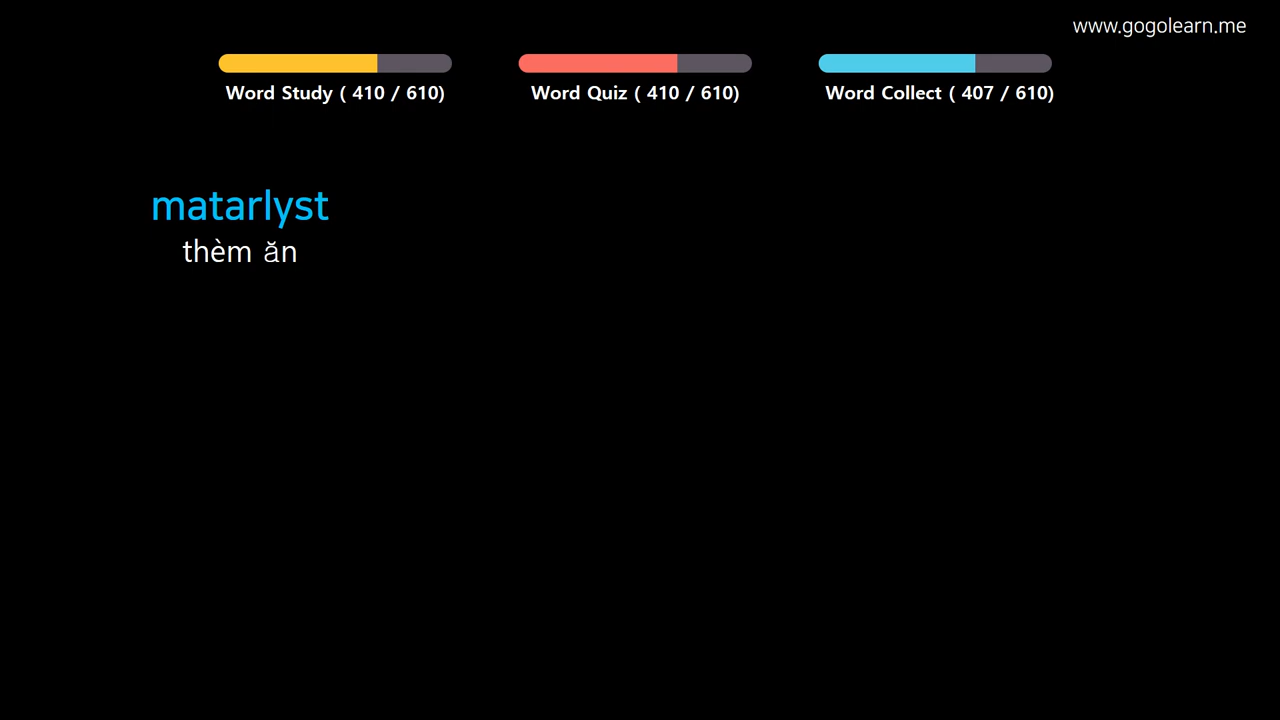 www.gogolearn.me
Word Study ( 410 / 610)
Word Quiz ( 410 / 610)
Word Collect ( 407 / 610)
matarlyst
thèm ăn